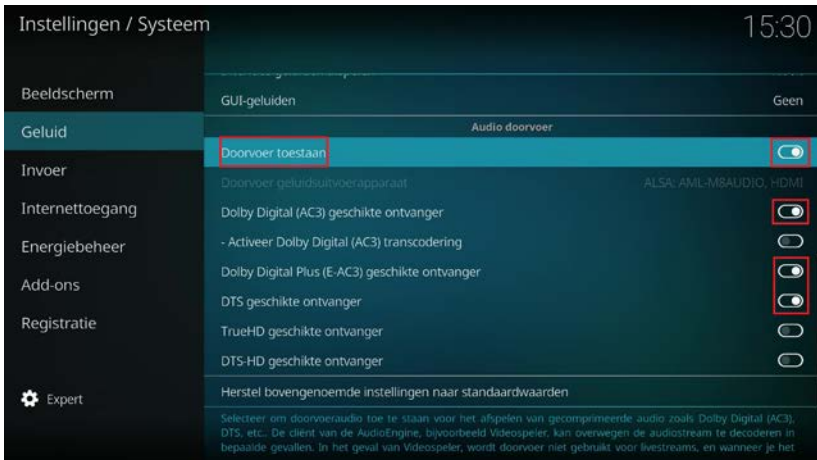 Instellingen / Systeem
15:30
Beeldscherm
Geluid
Invoer
Internettoegang
Energiebeheer
Add-ons
Registratie
Expert
GUI-geluiden Geen
Audio doorvoer
Doorvoer toestaan
Doorvoer geluidsuitvoerapparaat ALSA: AML-M8AUDIO, HDMI
Dolby Digital (AC3) geschikte ontvanger
- Activeer Dolby Digital (AC3) transcodering
Dolby Digital Plus (E-AC3) geschikte ontvanger
DTS geschikte ontvanger
TrueHD geschikte ontvanger
DTS-HD geschikte ontvanger
Herstel bovengenoemde instellingen naar standaardwaarden
Selecteer om doorvoeraudio toe te staan voor het afspelen van gecomprimeerde audio zoals Dolby Digital (AC3),
DTS, etc.. De cliënt van de AudioEngine, bijvoorbeeld Videospeler, kan overwegen de audiostream te decoderen in
bepaalde gevallen. In het geval van Videospeler, wordt doorvoer niet gebruikt voor livestreams, en wanneer je het